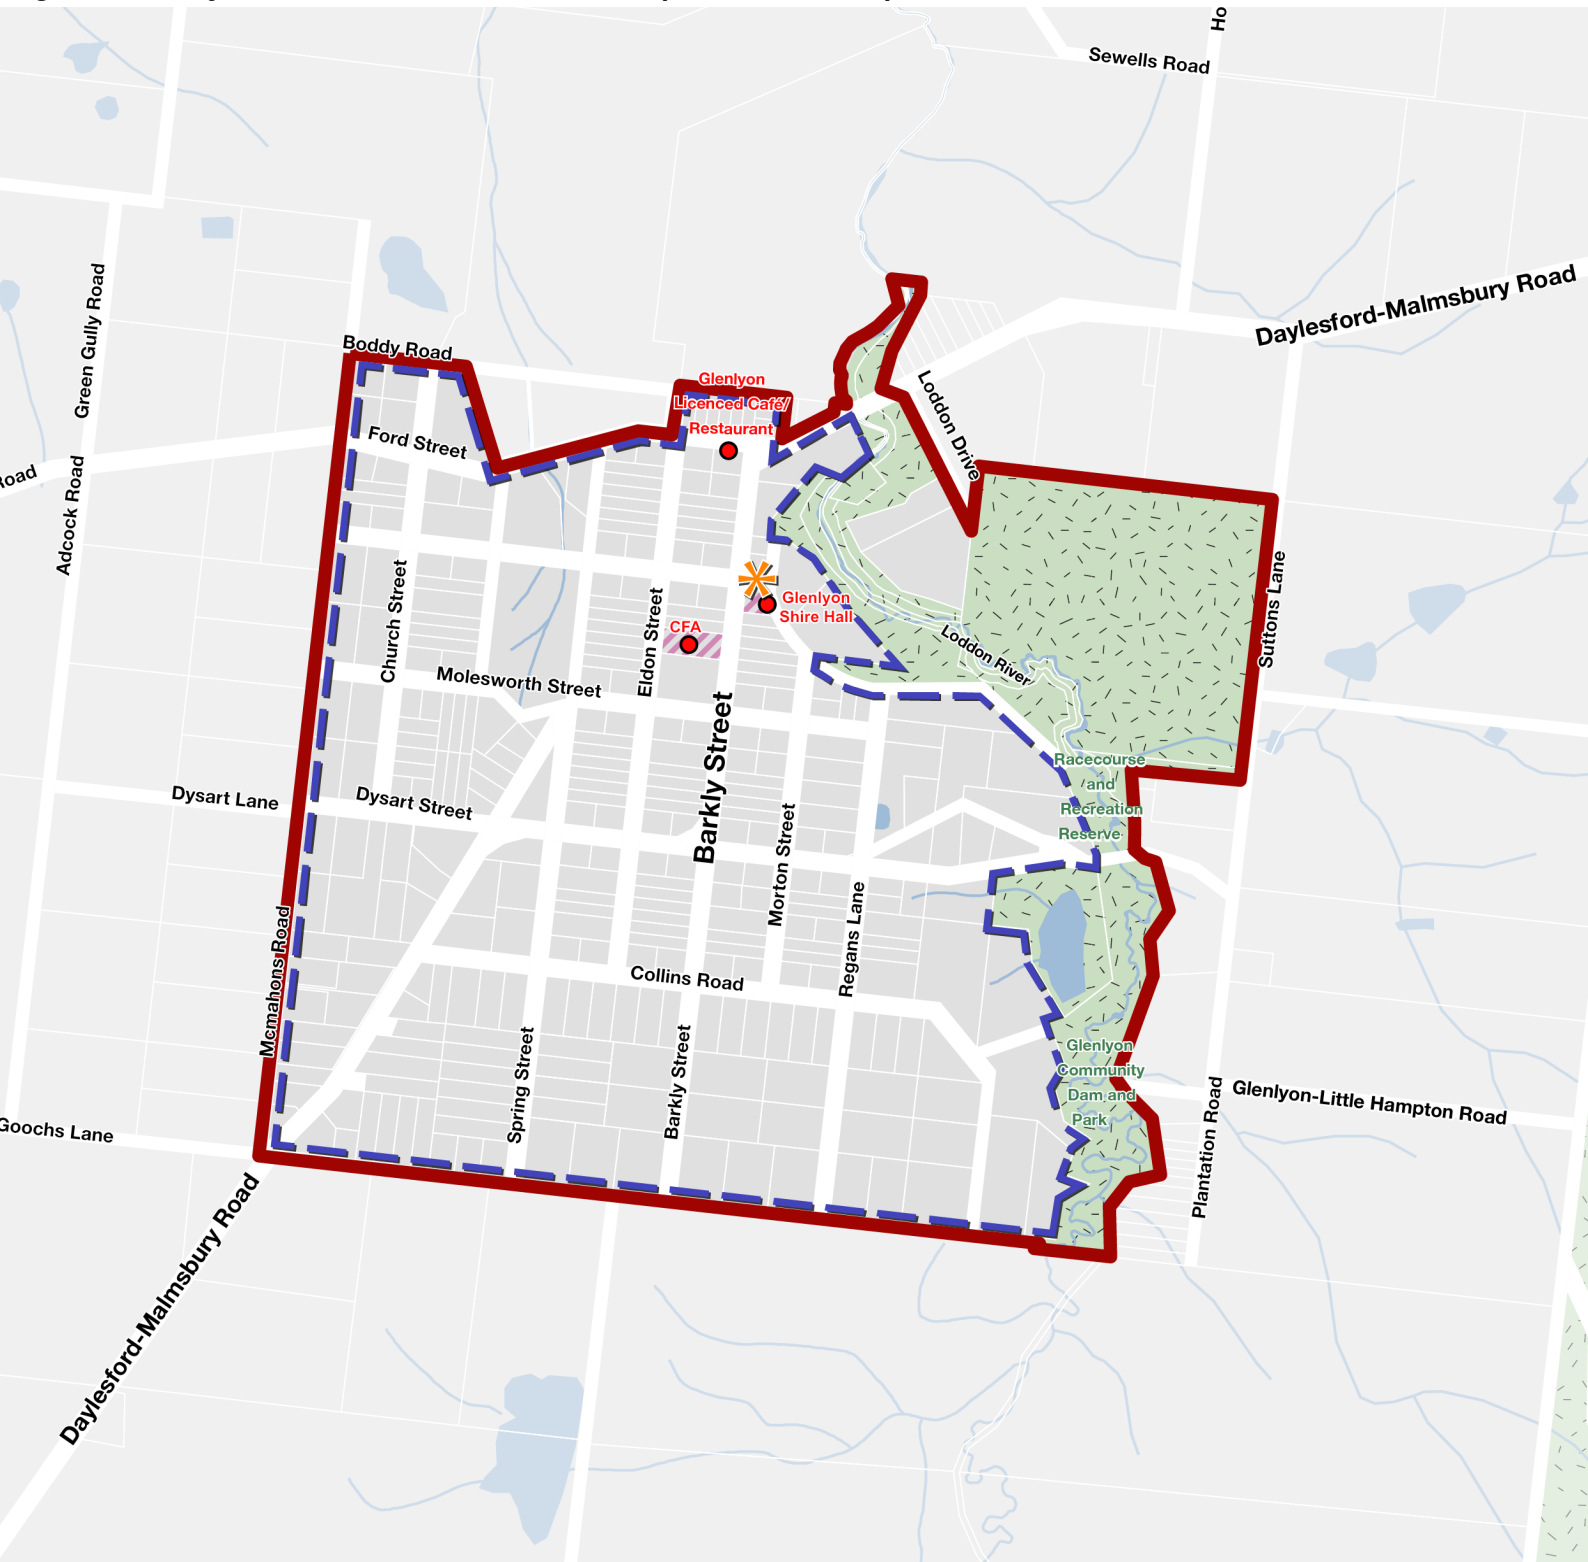 Ho
Sewells Road
Daylesford-Malmsbury Road
Green Gully Road
Boddy Road
Glenlyon
Licenced Café/
Restaurant
Loddon Drive
Ford Street
Road
Adcock Road
Church Street
Eldon Street
Glenlyon
Shire Hall
CFA
Suttons Lane
Loddon River
Molesworth Street
Barkly Street
Racecourse
and
Recreation
Reserve
Dysart Lane
Dysart Street
Morton Street
Regans Lane
Mcmahons Road
Collins Road
Spring Street
Barkly Street
Glenlyon
Community
Dam and
Park
Plantation Road
Glenlyon-Little Hampton Road
Goochs Lane
Daylesford-Malmsbury Road